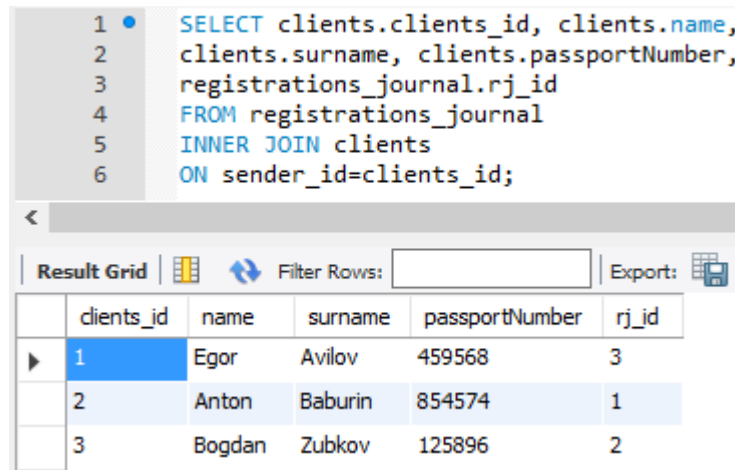 1 SELECT clients.clients_id, clients.name,
2 clients.surname, clients.passportNumber,
3 registrations_journal.rj_id
4 FROM registrations_journal
5 INNER JOIN clients
6 ON sender_id=clients_id;
Result Grid Filter Rows: Export:
clients_id name surname passportNumber rj_id
1 Egor Avilov 459568 3
2 Anton Baburin 854574 1
3 Bogdan Zubkov 125896 2